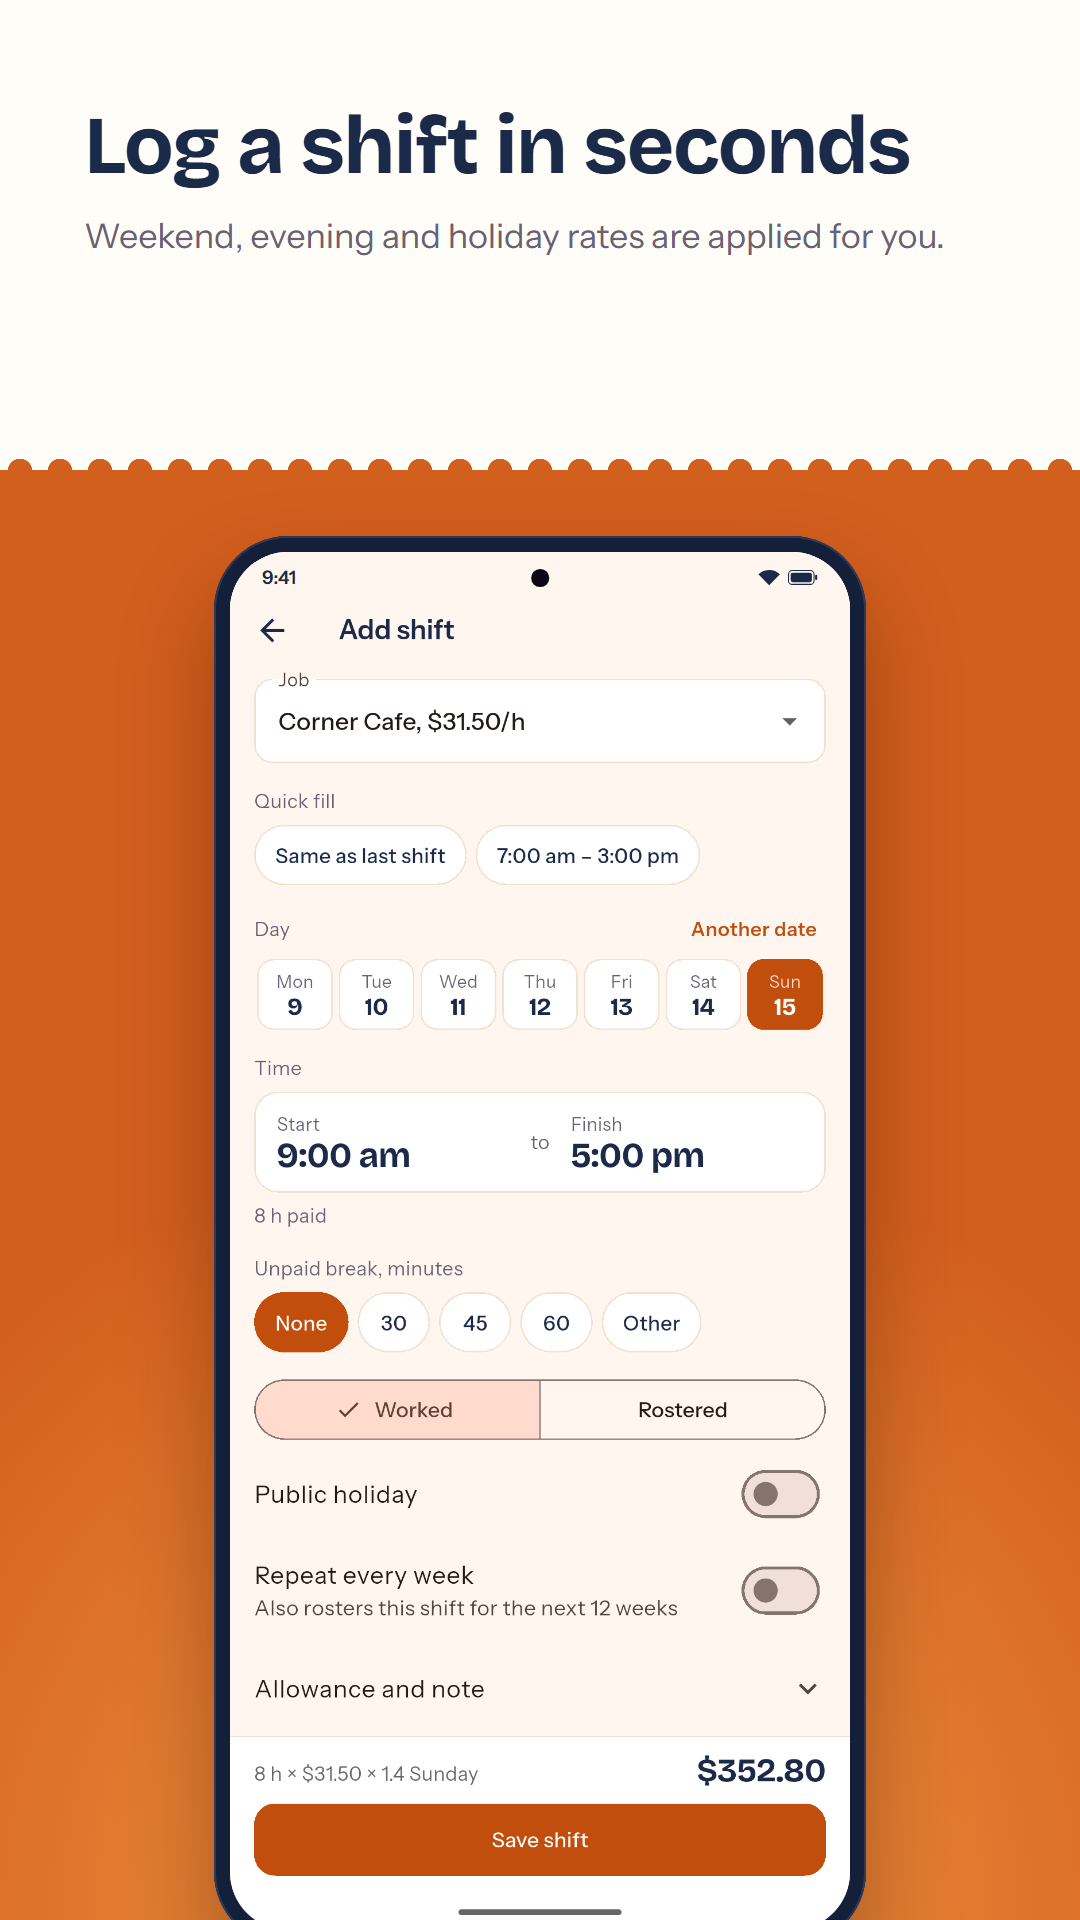 Log a shift in seconds
Weekend, evening and holiday rates are applied for you.
9:41
Add shift
Job
Corner Cafe, $31.50/h
Quick fill
Same as last shift
7:00 am – 3:00 pm
Day
Another date
Mon Tue Wed Thu Fri Sat Sun
9 10 11 12 13 14 15
Time
Start
9:00 am
to
Finish
5:00 pm
8 h paid
Unpaid break, minutes
None 30 45 60 Other
Worked Rostered
Public holiday
Repeat every week
Also rosters this shift for the next 12 weeks
Allowance and note
8 h × $31.50 × 1.4 Sunday
$352.80
Save shift